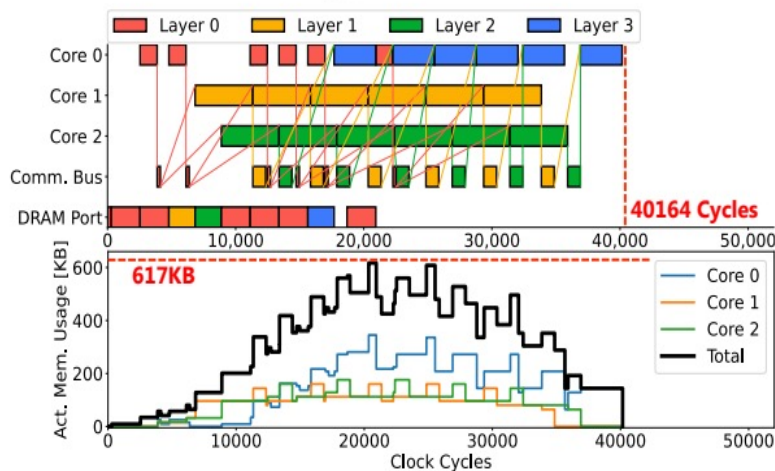 Layer 0 Layer 1 Layer 2 Layer 3
Core 0
Core 1
Core 2
Comm. Bus
DRAM Port
40164 Cycles
0 10,000 20,000 30,000 40,000 50,000
617KB
Act. Mem. Usage [KB]
600
400
200
0
Core 0
Core 1
Core 2
Total
0 10000 20000 30000 40000 50000
Clock Cycles